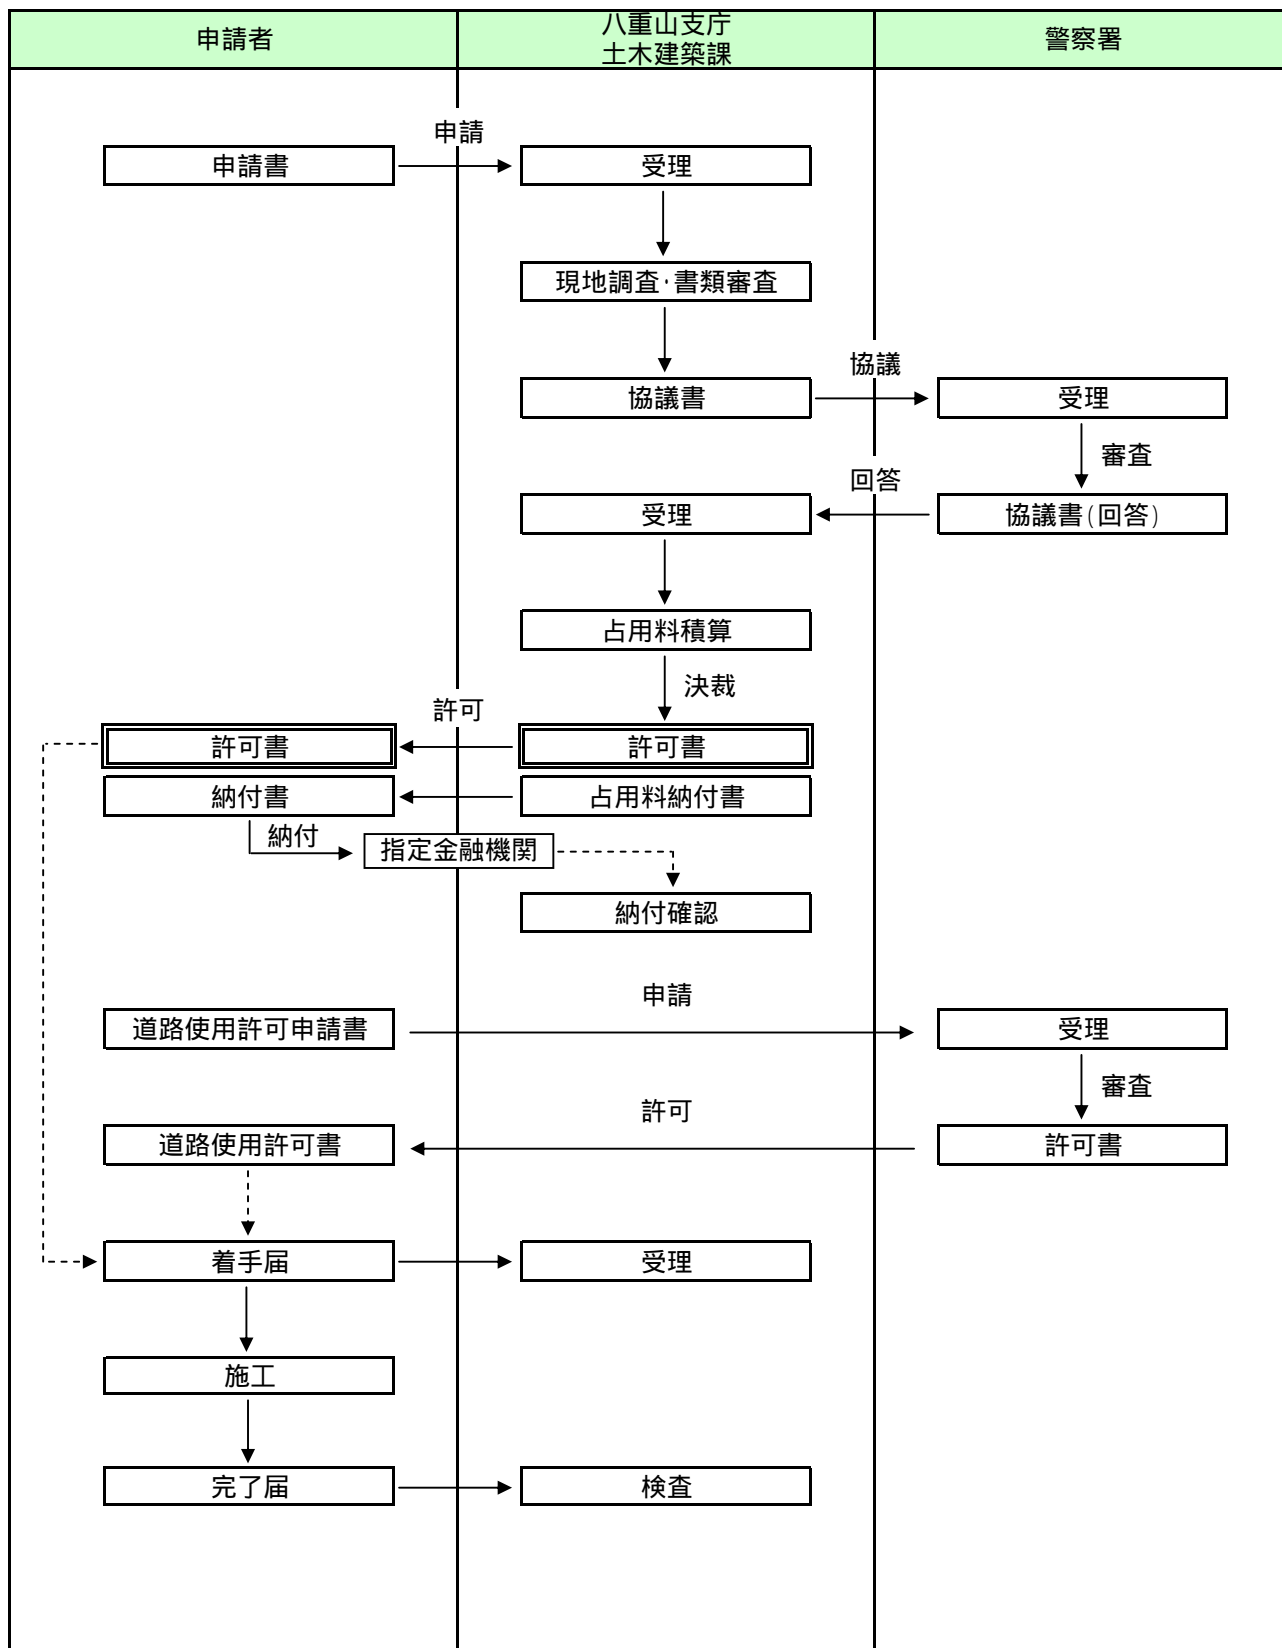 申請者
八重山支庁
土木建築課
警察署
申請
申請書
受理
現地調査・書類審査
協議
協議書
受理
審査
回答
受理
協議書(回答)
占用料積算
決裁
許可
許可書
許可書
納付書
占用料納付書
納付
指定金融機関
納付確認
申請
道路使用許可申請書
受理
審査
許可
道路使用許可書
許可書
着手届
受理
施工
完了届
検査